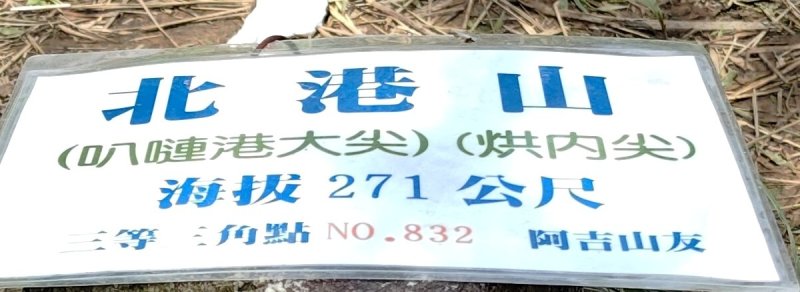 北港山
(叭嗹港大尖)(烘内尖)
海拔 271 公尺
三等三角點 NO.832 阿吉山友